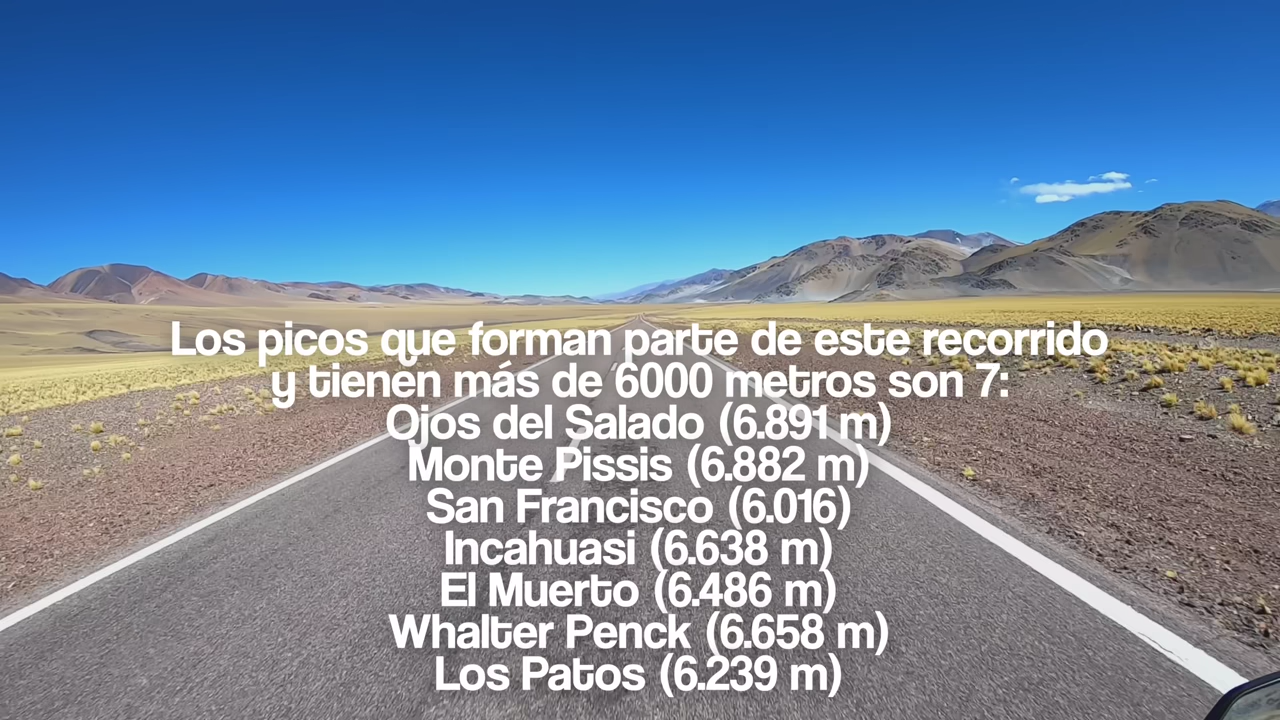 Los picos que forman parte de este recorrido
y tienen más de 6000 metros son 7:
Ojos del Salado (6.891 m)
Monte Pissis (6.882 m)
San Francisco (6.016)
Incahuasi (6.638 m)
El Muerto (6.486 m)
Whalter Penck (6.658 m)
Los Patos (6.239 m)